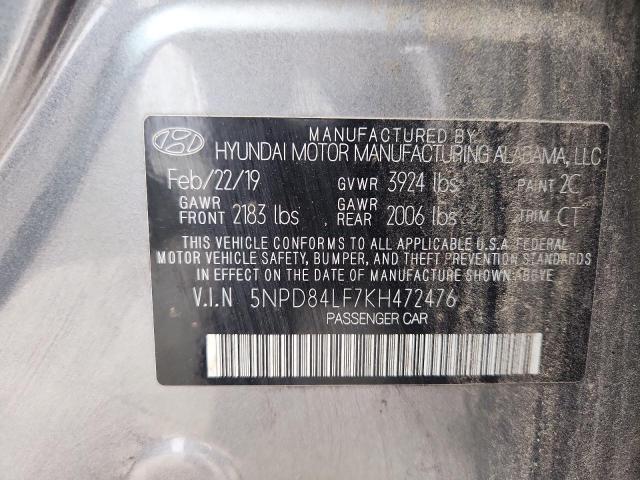 MANUFACTURED BY
HYUNDAI MOTOR MANUFACTURING ALABAMA, LLC
Feb/22/19 GVWR 3924 lbs PAINT 2C
GAWR FRONT 2183 lbs GAWR REAR 2006 lbs TRIM CT
THIS VEHICLE CONFORMS TO ALL APPLICABLE U.S.A FEDERAL
MOTOR VEHICLE SAFETY, BUMPER, AND THEFT PREVENTION STANDARDS
IN EFFECT ON THE DATE OF MANUFACTURE SHOWN ABOVE
V.I.N 5NPD84LF7KH472476
PASSENGER CAR